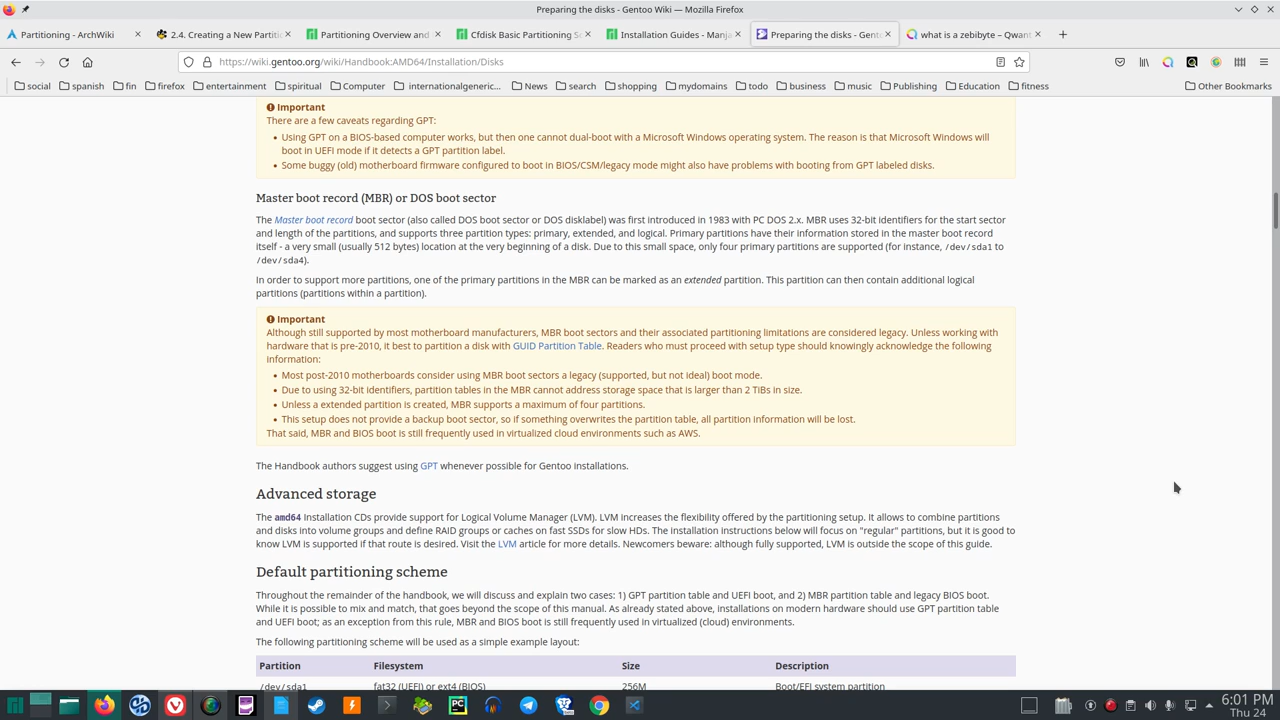 Preparing the disks - Gentoo Wiki — Mozilla Firefox
Partitioning - ArchWiki
2.4. Creating a New Partiti
Partitioning Overview and
Cfdisk Basic Partitioning S
Installation Guides - Manja
Preparing the disks - Gent
what is a zebibyte – Qwant
https://wiki.gentoo.org/wiki/Handbook:AMD64/Installation/Disks
social
spanish
fin
firefox
entertainment
spiritual
Computer
internationalgeneric...
News
search
shopping
mydomains
todo
business
music
Publishing
Education
fitness
Other Bookmarks
Important
There are a few caveats regarding GPT:
• Using GPT on a BIOS-based computer works, but then one cannot dual-boot with a Microsoft Windows operating system. The reason is that Microsoft Windows will
boot in UEFI mode if it detects a GPT partition label.
• Some buggy (old) motherboard firmware configured to boot in BIOS/CSM/legacy mode might also have problems with booting from GPT labeled disks.
Master boot record (MBR) or DOS boot sector
The Master boot record boot sector (also called DOS boot sector or DOS disklabel) was first introduced in 1983 with PC DOS 2.x. MBR uses 32-bit identifiers for the start sector
and length of the partitions, and supports three partition types: primary, extended, and logical. Primary partitions have their information stored in the master boot record
itself - a very small (usually 512 bytes) location at the very beginning of a disk. Due to this small space, only four primary partitions are supported (for instance, /dev/sda1 to
/dev/sda4).
In order to support more partitions, one of the primary partitions in the MBR can be marked as an extended partition. This partition can then contain additional logical
partitions (partitions within a partition).
Important
Although still supported by most motherboard manufacturers, MBR boot sectors and their associated partitioning limitations are considered legacy. Unless working with
hardware that is pre-2010, it best to partition a disk with GUID Partition Table. Readers who must proceed with setup type should knowingly acknowledge the following
information:
• Most post-2010 motherboards consider using MBR boot sectors a legacy (supported, but not ideal) boot mode.
• Due to using 32-bit identifiers, partition tables in the MBR cannot address storage space that is larger than 2 TiBs in size.
• Unless a extended partition is created, MBR supports a maximum of four partitions.
• This setup does not provide a backup boot sector, so if something overwrites the partition table, all partition information will be lost.
That said, MBR and BIOS boot is still frequently used in virtualized cloud environments such as AWS.
The Handbook authors suggest using GPT whenever possible for Gentoo installations.
Advanced storage
The amd64 Installation CDs provide support for Logical Volume Manager (LVM). LVM increases the flexibility offered by the partitioning setup. It allows to combine partitions
and disks into volume groups and define RAID groups or caches on fast SSDs for slow HDs. The installation instructions below will focus on "regular" partitions, but it is good to
know LVM is supported if that route is desired. Visit the LVM article for more details. Newcomers beware: although fully supported, LVM is outside the scope of this guide.
Default partitioning scheme
Throughout the remainder of the handbook, we will discuss and explain two cases: 1) GPT partition table and UEFI boot, and 2) MBR partition table and legacy BIOS boot.
While it is possible to mix and match, that goes beyond the scope of this manual. As already stated above, installations on modern hardware should use GPT partition table
and UEFI boot; as an exception from this rule, MBR and BIOS boot is still frequently used in virtualized (cloud) environments.
The following partitioning scheme will be used as a simple example layout:
Partition Filesystem Size Description
/dev/sda1 fat32 (UEFI) or ext4 (BIOS) 256M Boot/EFI system partition
6:01 PM
Thu 24